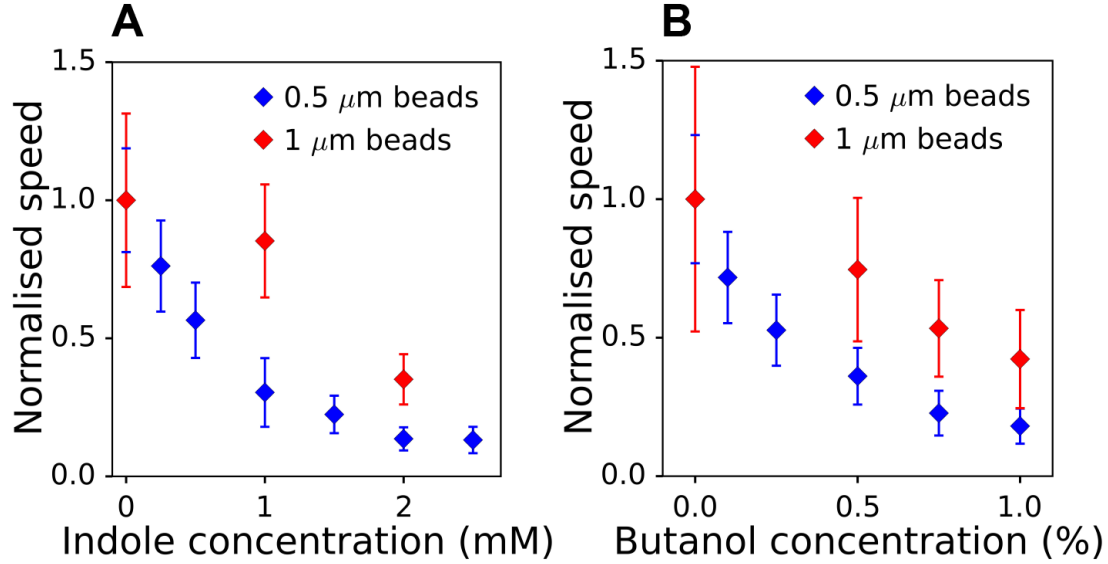 A
Normalised speed
1.5
1.0
0.5
0.0
0.5 μm beads
1 μm beads
0
1
2
Indole concentration (mM)
B
Normalised speed
1.5
1.0
0.5
0.0
0.5 μm beads
1 μm beads
0.0
0.5
1.0
Butanol concentration (%)